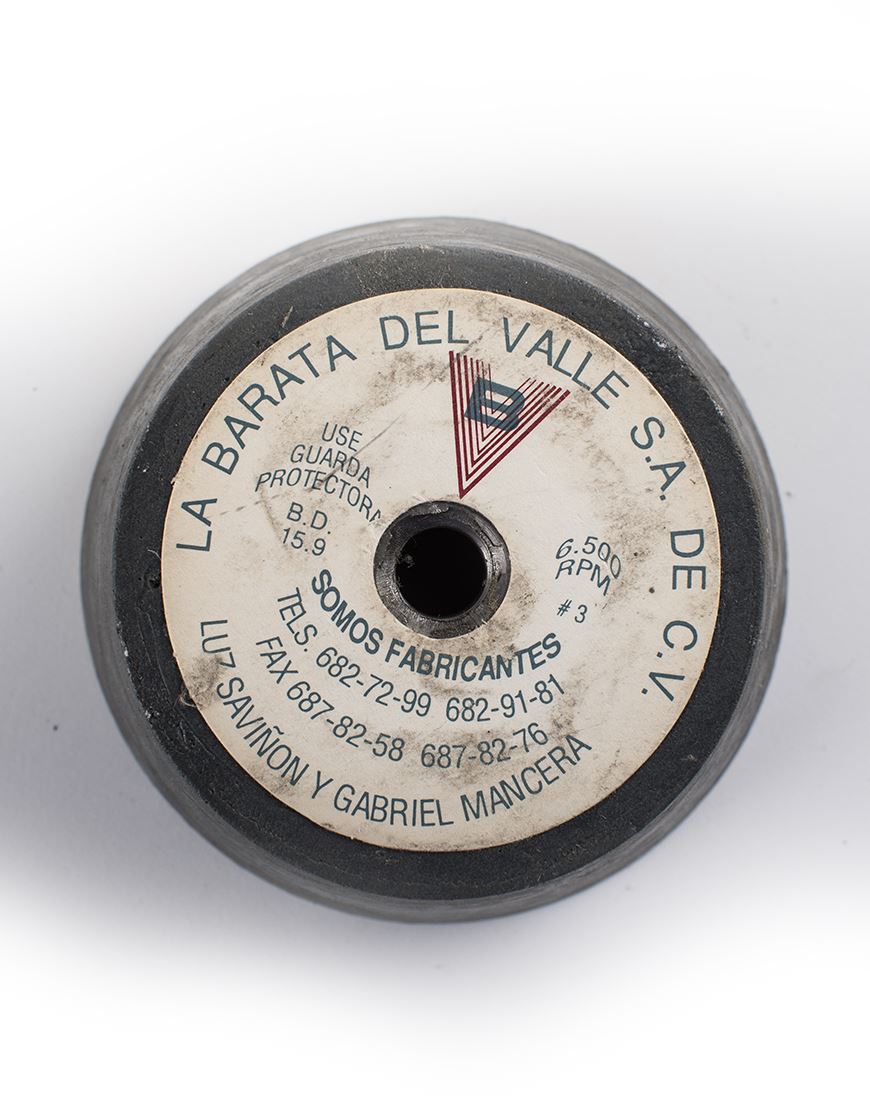 LA BARATA DEL VALLE S.A. DE C.V.
B
USE
GUARDA
PROTECTORA
B.D.
15.9
6.500
RPM
#3
SOMOS FABRICANTES
TELS. 682-72-99 682-91-81
FAX 687-82-58 687-82-76
LUZ SAVIÑON Y GABRIEL MANCERA